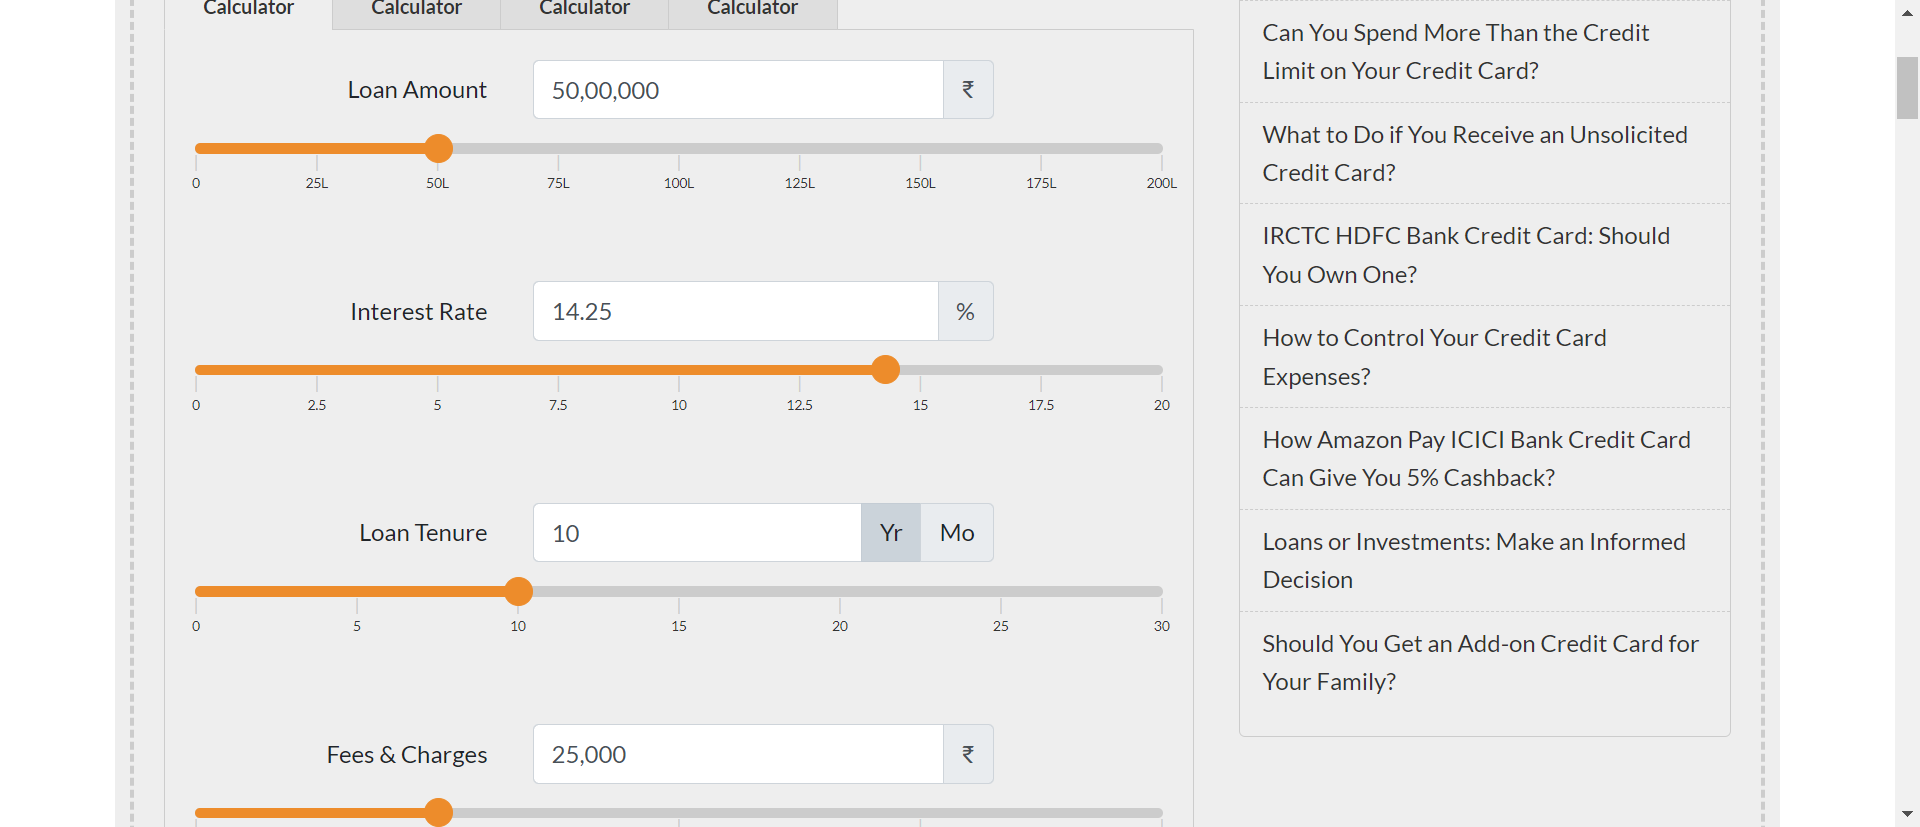 Calculator Calculator Calculator Calculator
Loan Amount 50,00,000 ₹
0 25L 50L 75L 100L 125L 150L 175L 200L
Interest Rate 14.25 %
0 2.5 5 7.5 10 12.5 15 17.5 20
Loan Tenure 10 Yr Mo
0 5 10 15 20 25 30
Fees & Charges 25,000 ₹
Can You Spend More Than the Credit
Limit on Your Credit Card?
What to Do if You Receive an Unsolicited
Credit Card?
IRCTC HDFC Bank Credit Card: Should
You Own One?
How to Control Your Credit Card
Expenses?
How Amazon Pay ICICI Bank Credit Card
Can Give You 5% Cashback?
Loans or Investments: Make an Informed
Decision
Should You Get an Add-on Credit Card for
Your Family?